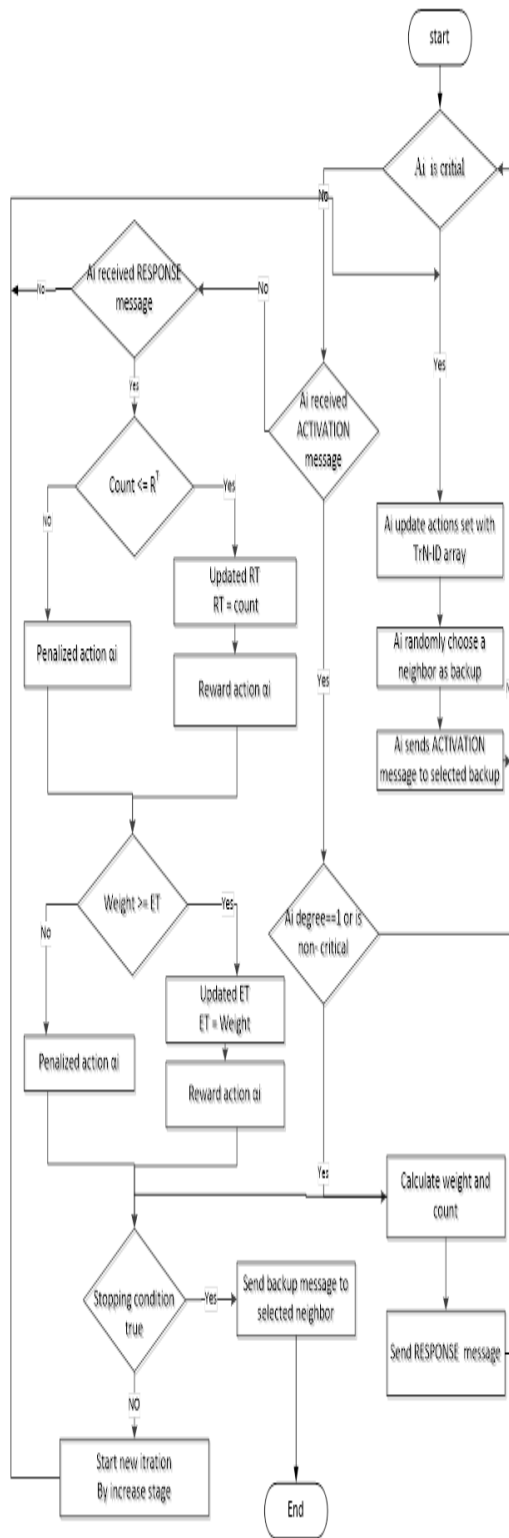 start
Ai is critial
No
Ai received RESPONSE
message
No
No
Yes
Yes
Ai received
ACTIVATION
message
Count <= R^T
NO
Yes
Ai update actions set with
TrN-ID array
Updated RT
RT = count
Ai randomly choose a
neighbor as backup
Penalized action αi
Reward action αi
Yes
N
Ai sends ACTIVATION
message to selected backup
Weight >= ET
No
Yes
Ai degree==1 or is
non- critical
Updated ET
ET = Weight
Penalized action αi
Reward action αi
Yes
Calculate weight and
count
Stopping condition
true
Yes
Send backup message to
selected neighbor
Send RESPONSE message
NO
Start new itration
By increase stage
End